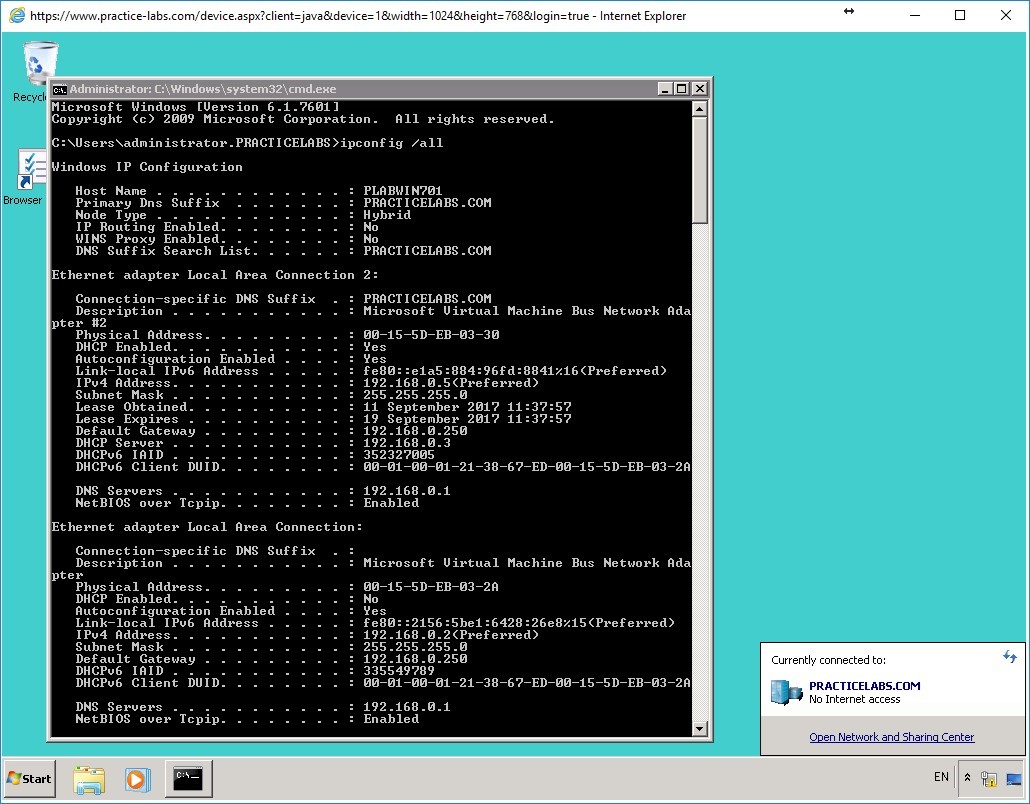 https://www.practice-labs.com/device.aspx?client=java&device=1&width=1024&height=768&login=true - Internet Explorer
Recycl
Browser
Administrator: C:\Windows\system32\cmd.exe
Microsoft Windows [Version 6.1.7601]
Copyright (c) 2009 Microsoft Corporation.  All rights reserved.
C:\Users\administrator.PRACTICELABS>ipconfig /all
Windows IP Configuration
Host Name . . . . . . . . . . . . : PLABWIN701
Primary Dns Suffix  . . . . . . . : PRACTICELABS.COM
Node Type . . . . . . . . . . . . : Hybrid
IP Routing Enabled. . . . . . . . : No
WINS Proxy Enabled. . . . . . . . : No
DNS Suffix Search List. . . . . . : PRACTICELABS.COM
Ethernet adapter Local Area Connection 2:
Connection-specific DNS Suffix  . : PRACTICELABS.COM
Description . . . . . . . . . . . : Microsoft Virtual Machine Bus Network Ada
pter #2
Physical Address. . . . . . . . . : 00-15-5D-EB-03-30
DHCP Enabled. . . . . . . . . . . : Yes
Autoconfiguration Enabled . . . . : Yes
Link-local IPv6 Address . . . . . : fe80::e1a5:884:96fd:8841%16(Preferred)
IPv4 Address. . . . . . . . . . . : 192.168.0.5(Preferred)
Subnet Mask . . . . . . . . . . . : 255.255.255.0
Lease Obtained. . . . . . . . . . : 11 September 2017 11:37:57
Lease Expires . . . . . . . . . . : 19 September 2017 11:37:57
Default Gateway . . . . . . . . . : 192.168.0.250
DHCP Server . . . . . . . . . . . : 192.168.0.3
DHCPv6 IAID . . . . . . . . . . . : 352327005
DHCPv6 Client DUID. . . . . . . . : 00-01-00-01-21-38-67-ED-00-15-5D-EB-03-2A
DNS Servers . . . . . . . . . . . : 192.168.0.1
NetBIOS over Tcpip. . . . . . . . : Enabled
Ethernet adapter Local Area Connection:
Connection-specific DNS Suffix  . :
Description . . . . . . . . . . . : Microsoft Virtual Machine Bus Network Ada
pter
Physical Address. . . . . . . . . : 00-15-5D-EB-03-2A
DHCP Enabled. . . . . . . . . . . : No
Autoconfiguration Enabled . . . . : Yes
Link-local IPv6 Address . . . . . : fe80::2156:5be1:6428:26e8%15(Preferred)
IPv4 Address. . . . . . . . . . . : 192.168.0.2(Preferred)
Subnet Mask . . . . . . . . . . . : 255.255.255.0
Default Gateway . . . . . . . . . : 192.168.0.250
DHCPv6 IAID . . . . . . . . . . . : 335549789
DHCPv6 Client DUID. . . . . . . . : 00-01-00-01-21-38-67-ED-00-15-5D-EB-03-2A
DNS Servers . . . . . . . . . . . : 192.168.0.1
NetBIOS over Tcpip. . . . . . . . : Enabled
Currently connected to:
PRACTICELABS.COM
No Internet access
Open Network and Sharing Center
Start
EN